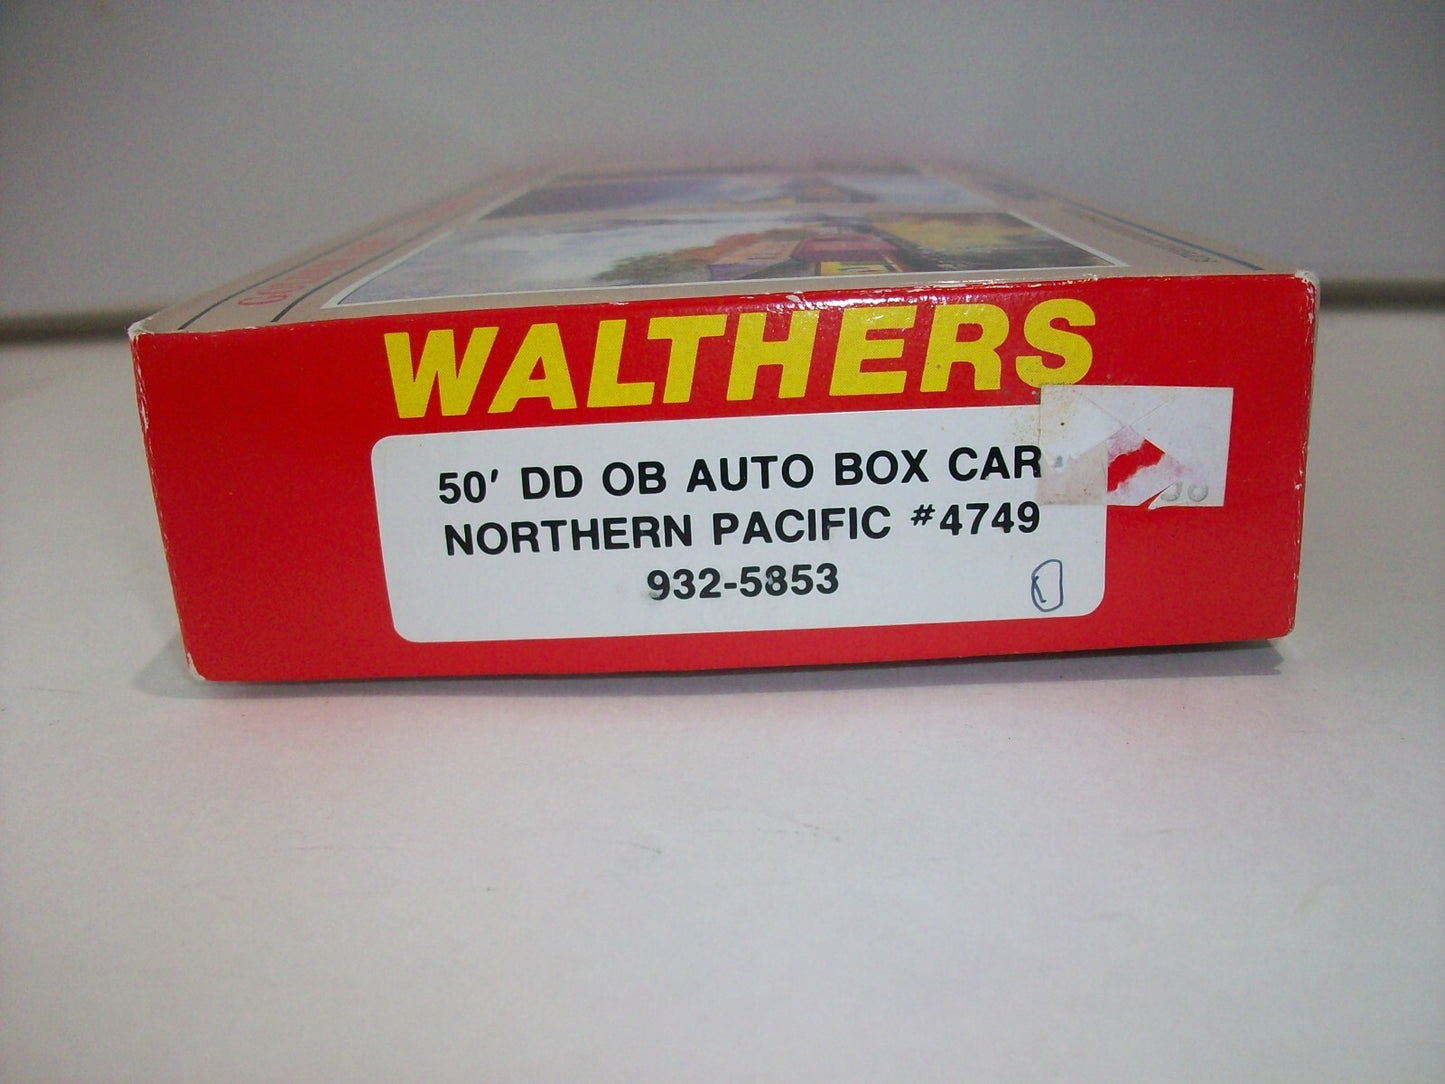 WALTHERS
50' DD OB AUTO BOX CAR
NORTHERN PACIFIC #4749
932-5853